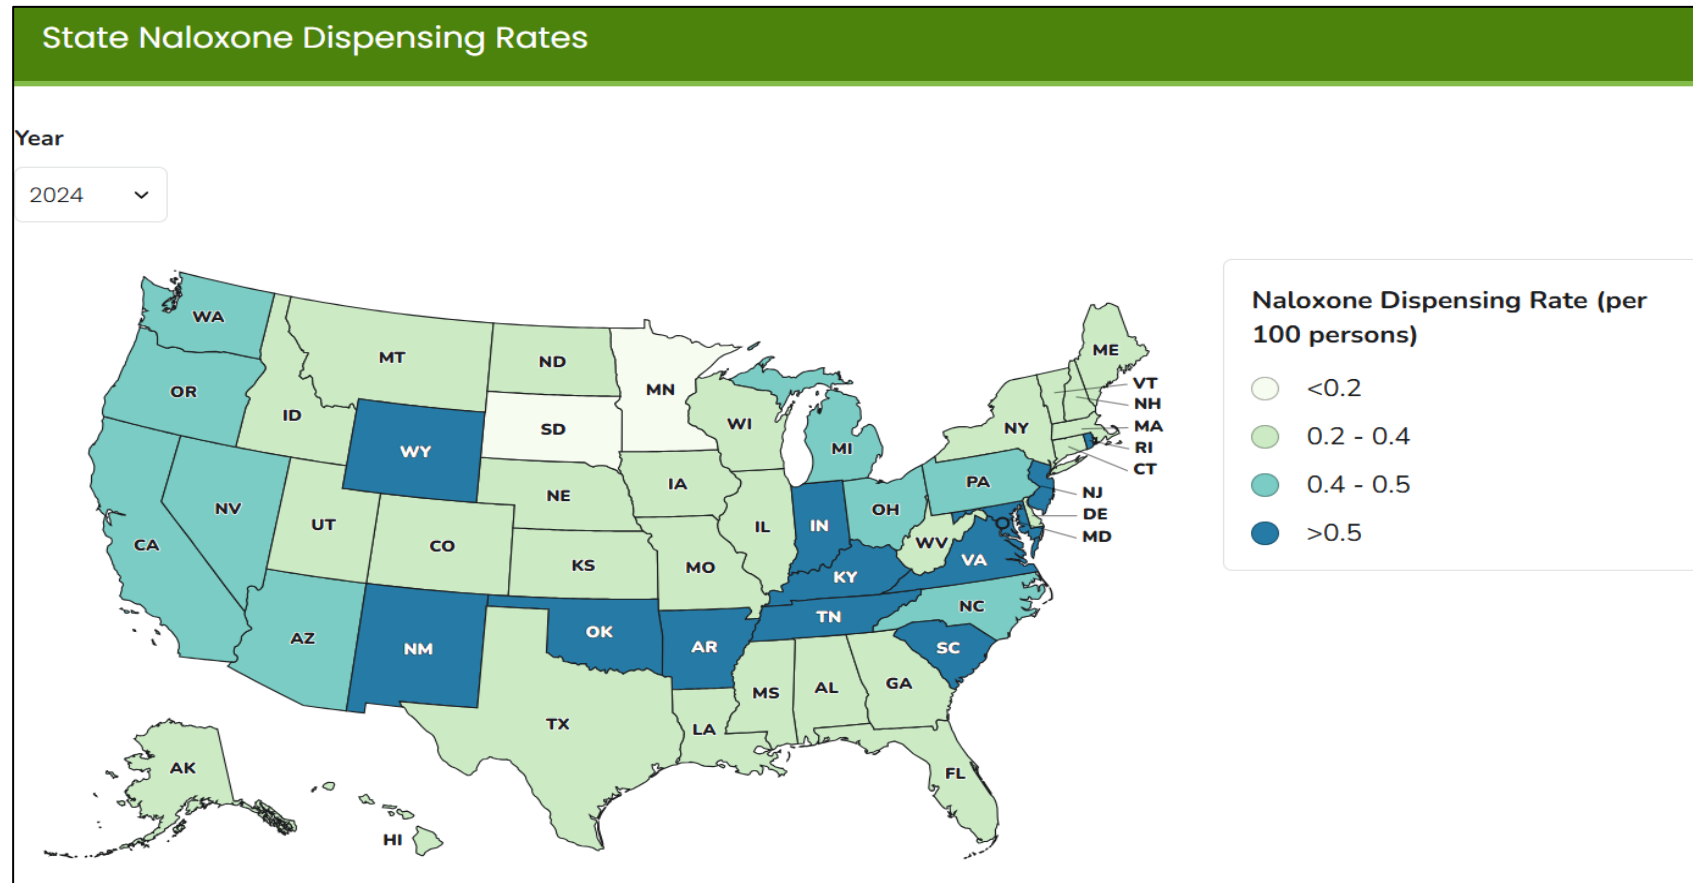 State Naloxone Dispensing Rates
Year
2024
Naloxone Dispensing Rate (per
100 persons)
<0.2
0.2 - 0.4
0.4 - 0.5
>0.5
WA
OR
CA
NV
ID
MT
WY
UT
AZ
CO
NM
ND
SD
NE
KS
OK
TX
MN
IA
MO
AR
LA
WI
IL
MI
IN
OH
KY
TN
MS
AL
GA
FL
SC
NC
VA
WV
PA
NY
ME
VT
NH
MA
RI
CT
NJ
DE
MD
AK
HI